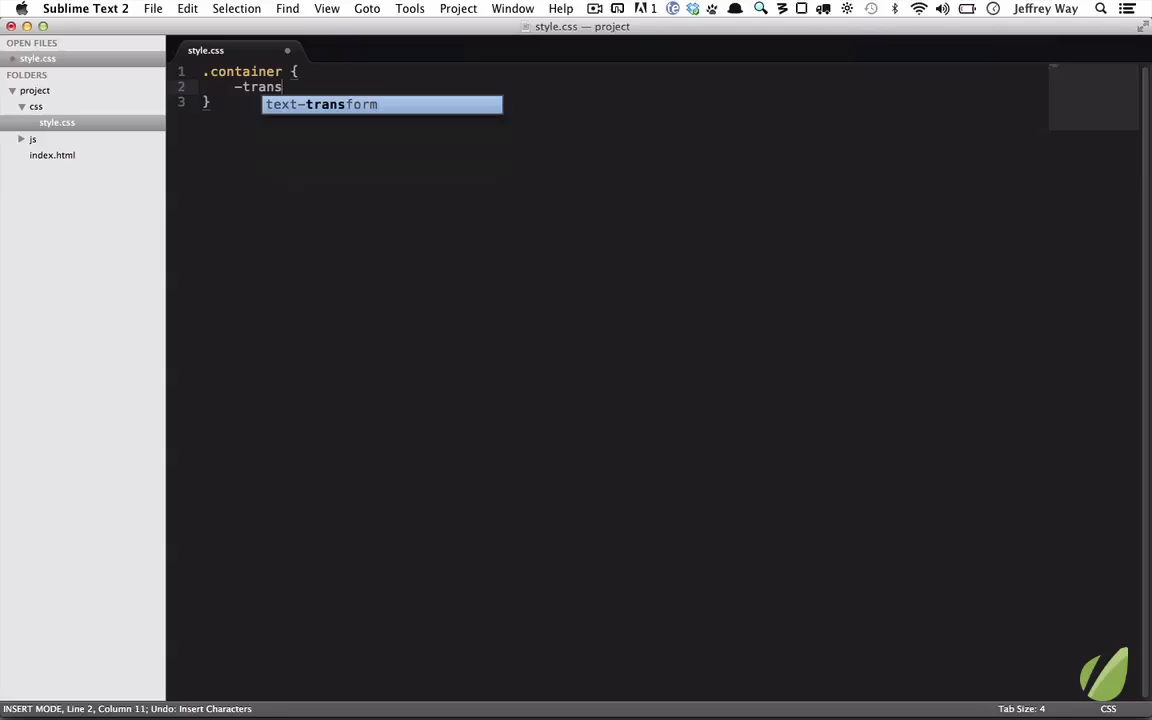 Sublime Text 2 File Edit Selection Find View Goto Tools Project Window Help 1 Jeffrey Way
style.css — project
OPEN FILES
style.css
FOLDERS
project
css
style.css
js
index.html
style.css
1 .container {
2 -trans
3 }
text-transform
INSERT MODE, Line 2, Column 11; Undo: Insert Characters
Tab Size: 4
CSS